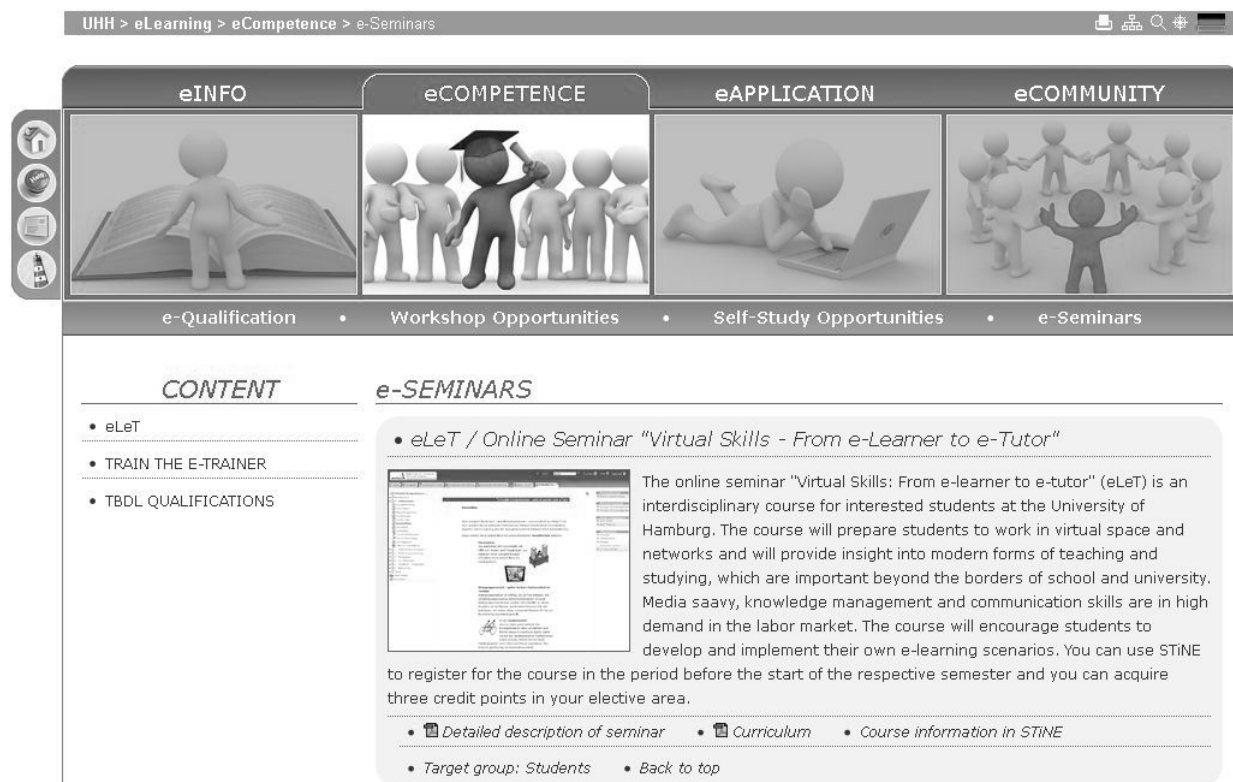 UHH > eLearning > eCompetence > e-Seminars
eINFO
eCOMPETENCE
eAPPLICATION
eCOMMUNITY
e-Qualification • Workshop Opportunities • Self-Study Opportunities • e-Seminars
CONTENT
• eLeT
• TRAIN THE E-TRAINER
• TBDL QUALIFICATIONS
e-SEMINARS
• eLeT / Online Seminar "Virtual Skills - From e-Learner to e-Tutor"
The online seminar "Virtual Skills: From e-learner to e-tutor" (eLeT) is an
interdisciplinary course for interested students at the University of
Hamburg. The course will prepare students to work in virtual space and
networks and will provide insight into modern forms of teaching and
studying, which are important beyond the borders of school and university.
Media saavy, knowledge management and communication skills are in high
demand in the labor market. The course will encourage students to
develop and implement their own e-learning scenarios. You can use STiNE
to register for the course in the period before the start of the respective semester and you can acquire
three credit points in your elective area.
• Detailed description of seminar • Curriculum • Course information in STiNE
• Target group: Students • Back to top